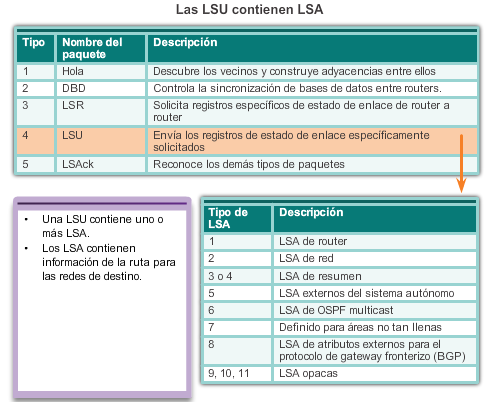 Las LSU contienen LSA
Tipo Nombre del paquete Descripción
1 Hola Descubre los vecinos y construye adyacencias entre ellos
2 DBD Controla la sincronización de bases de datos entre routers.
3 LSR Solicita registros específicos de estado de enlace de router a
router
4 LSU Envía los registros de estado de enlace específicamente
solicitados
5 LSAck Reconoce los demás tipos de paquetes
• Una LSU contiene uno o
más LSA.
• Los LSA contienen
información de la ruta para
las redes de destino.
Tipo de LSA Descripción
1 LSA de router
2 LSA de red
3 o 4 LSA de resumen
5 LSA externos del sistema autónomo
6 LSA de OSPF multicast
7 Definido para áreas no tan llenas
8 LSA de atributos externos para el
protocolo de gateway fronterizo (BGP)
9, 10, 11 LSA opacas